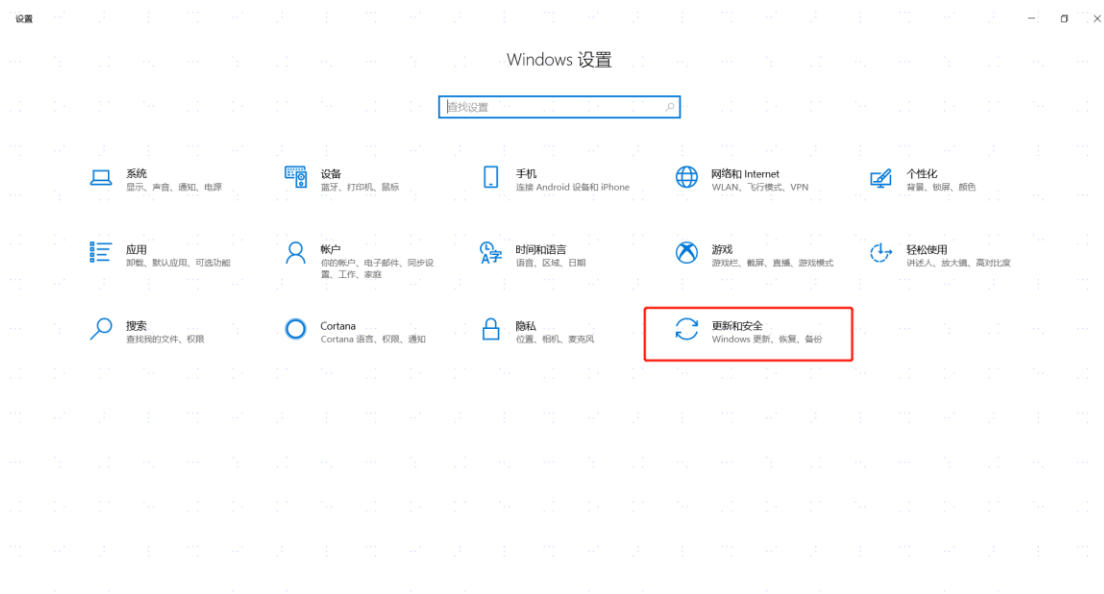 设置
Windows 设置
查找设置
系统
显示、声音、通知、电源
设备
蓝牙、打印机、鼠标
手机
连接 Android 设备和 iPhone
网络和 Internet
WLAN、飞行模式、VPN
个性化
背景、锁屏、颜色
应用
卸载、默认应用、可选功能
帐户
你的帐户、电子邮件、同步设
置、工作、家庭
时间和语言
语音、区域、日期
游戏
游戏栏、截屏、直播、游戏模式
轻松使用
讲述人、放大镜、高对比度
搜索
查找我的文件、权限
Cortana
Cortana 语言、权限、通知
隐私
位置、相机、麦克风
更新和安全
Windows 更新、恢复、备份